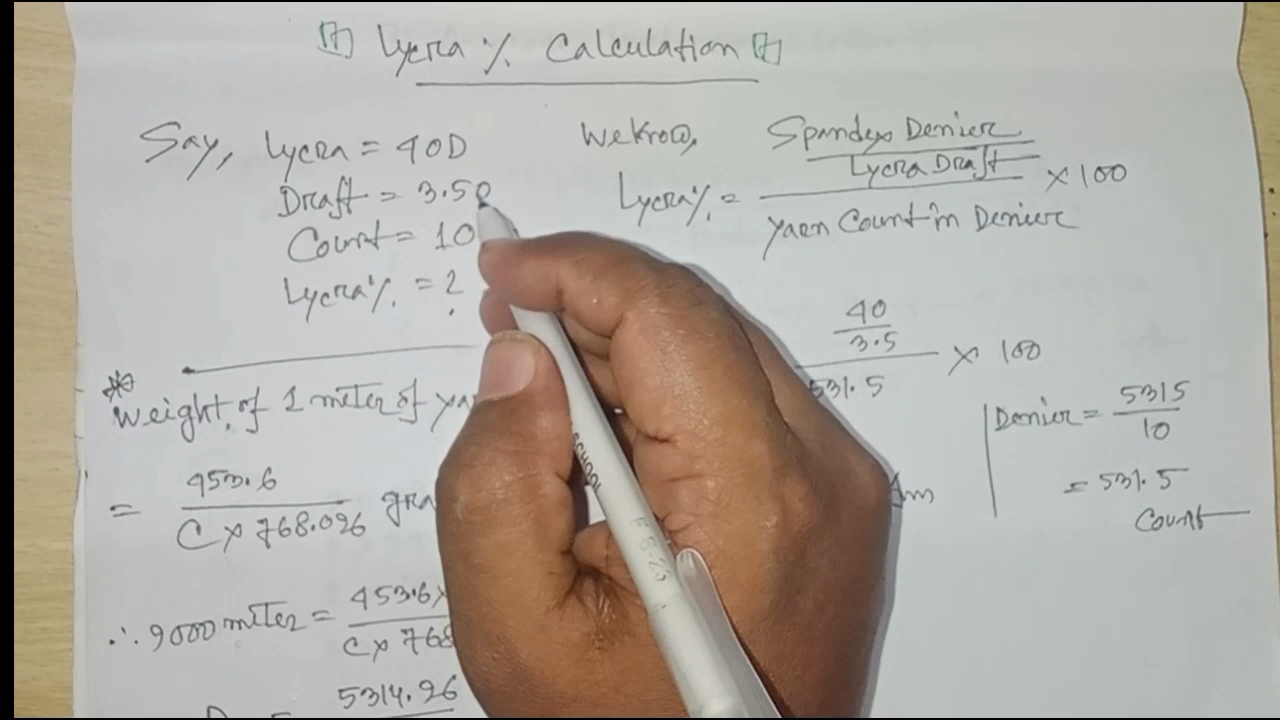 Lycra % Calculation
Say, Lycra = 40D
Draft = 3.50
Count = 10
Lycra % = ?
We Know,
Lycra % = Spandex Denier / Lycra Draft / Yarn Count in Denier × 100
40 / 3.5 / 531.5 × 100
Denier = 5315 / 10
= 531.5
Count
* Weight of 1 meter of
= 453.6 / C × 768.096
∴ 9000 meter = 453.6 × / C × 768
5314.96
SCHOOL